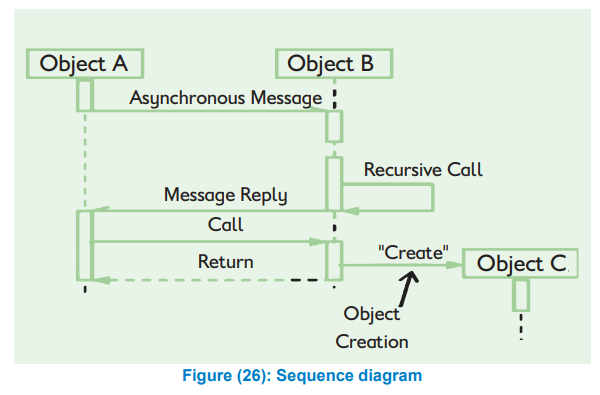 Object A
Object B
Asynchronous Message
Recursive Call
Message Reply
Call
"Create"
Return
Object C
Object
Creation
Figure (26): Sequence diagram